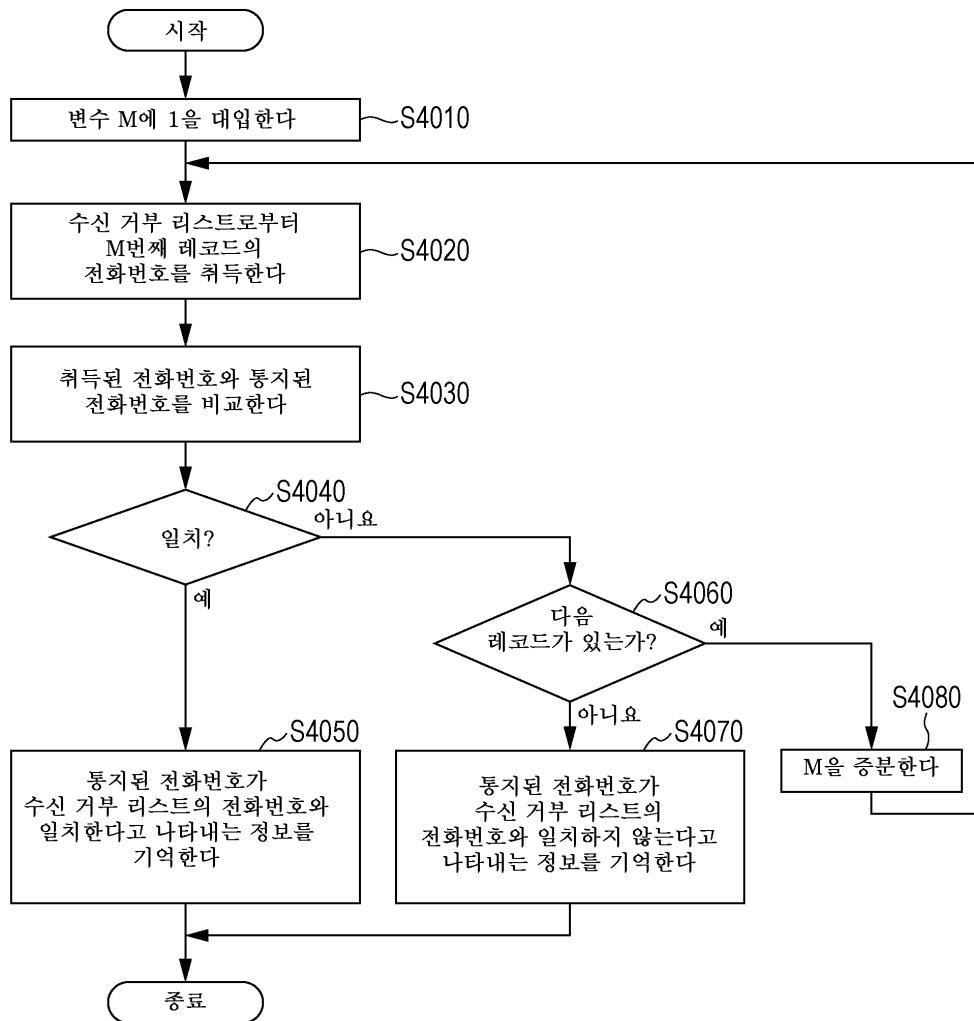 시작
변수 M에 1을 대입한다
S4010
수신 거부 리스트로부터
M번째 레코드의
전화번호를 취득한다
S4020
취득된 전화번호와 통지된
전화번호를 비교한다
S4030
S4040
일치?
아니요
예
S4060
다음
레코드가 있는가?
예
아니요
S4050
통지된 전화번호가
수신 거부 리스트의 전화번호와
일치한다고 나타내는 정보를
기억한다
S4070
통지된 전화번호가
수신 거부 리스트의
전화번호와 일치하지 않는다고
나타내는 정보를 기억한다
S4080
M을 증분한다
종료